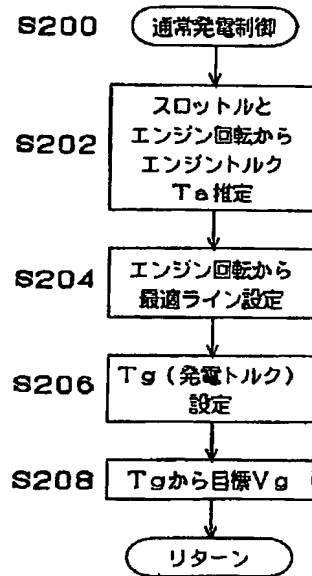 S200
通常発電制御
S202
スロットルと
エンジン回転から
エンジントルク
Te推定
S204
エンジン回転から
最適ライン設定
S206
Tg(発電トルク)
設定
S208
Tgから目標Vg
リターン